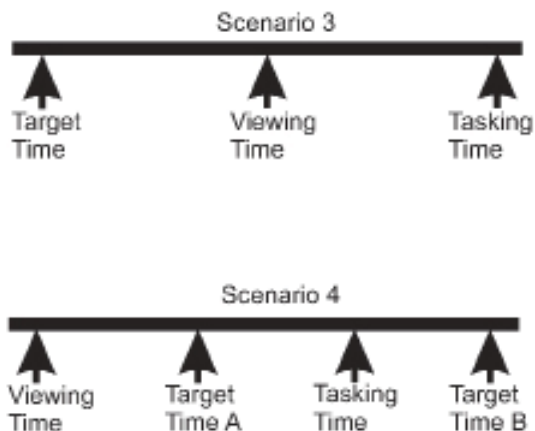 Scenario 3
Target Viewing Tasking
Time Time Time
Scenario 4
Viewing Target Tasking Target
Time Time A Time Time B